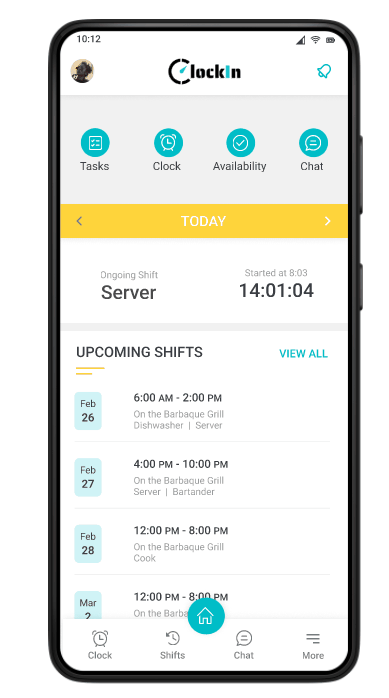 10:12
ClockIn
Tasks Clock Availability Chat
TODAY
Ongoing Shift Started at 8:03
Server 14:01:04
UPCOMING SHIFTS VIEW ALL
Feb 26
6:00 AM - 2:00 PM
On the Barbaque Grill
Dishwasher | Server
Feb 27
4:00 PM - 10:00 PM
On the Barbaque Grill
Server | Bartander
Feb 28
12:00 PM - 8:00 PM
On the Barbaque Grill
Cook
Mar 2
12:00 PM - 8:00 PM
On the Barba
Clock Shifts Chat More